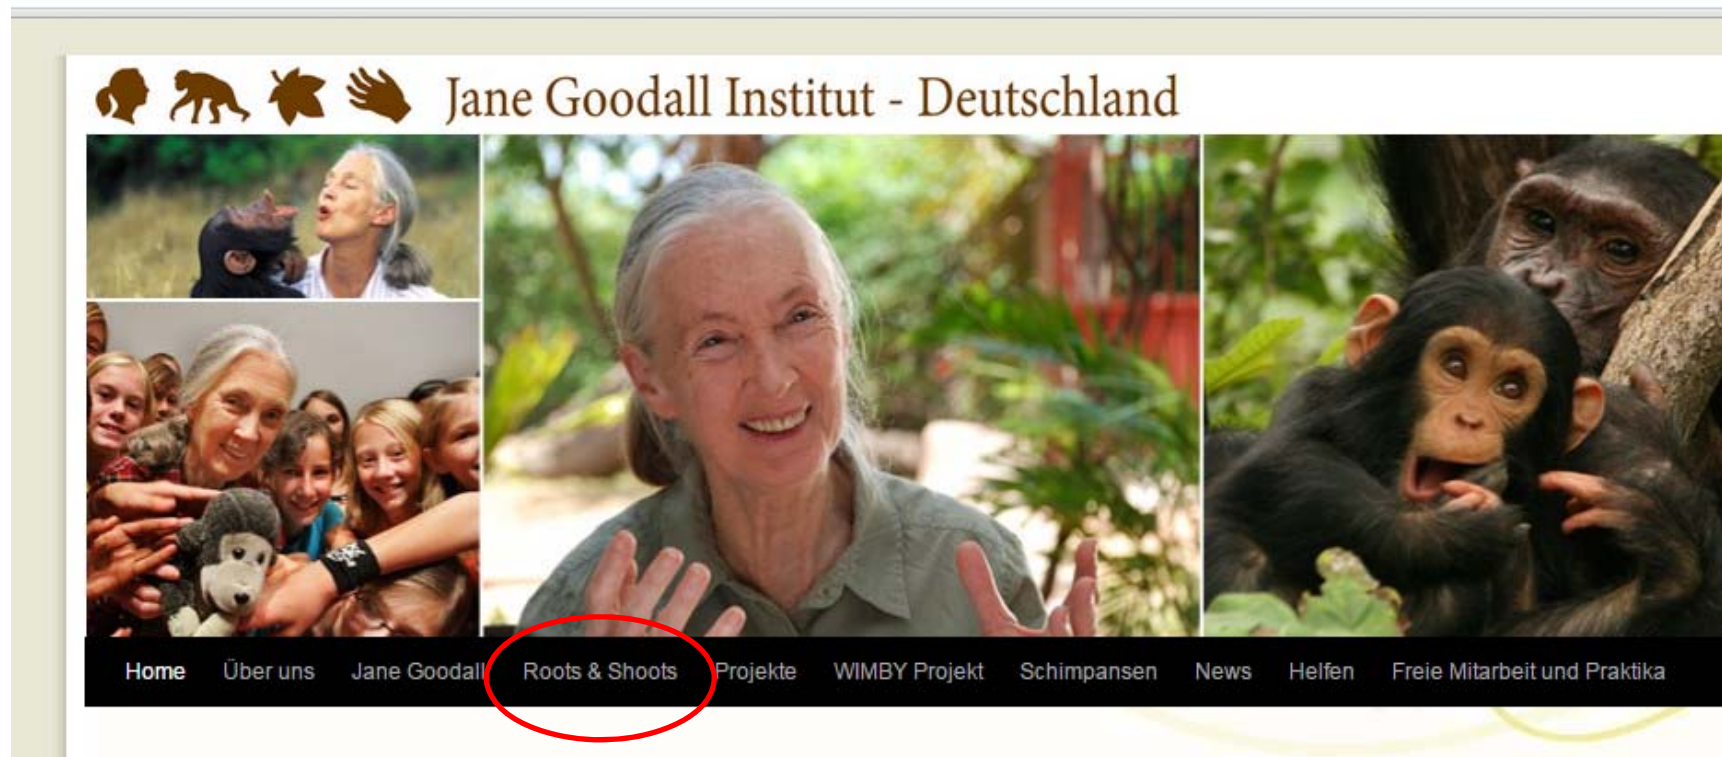 Jane Goodall Institut - Deutschland
Home Über uns Jane Goodall Roots & Shoots Projekte WIMBY Projekt Schimpansen News Helfen Freie Mitarbeit und Praktika